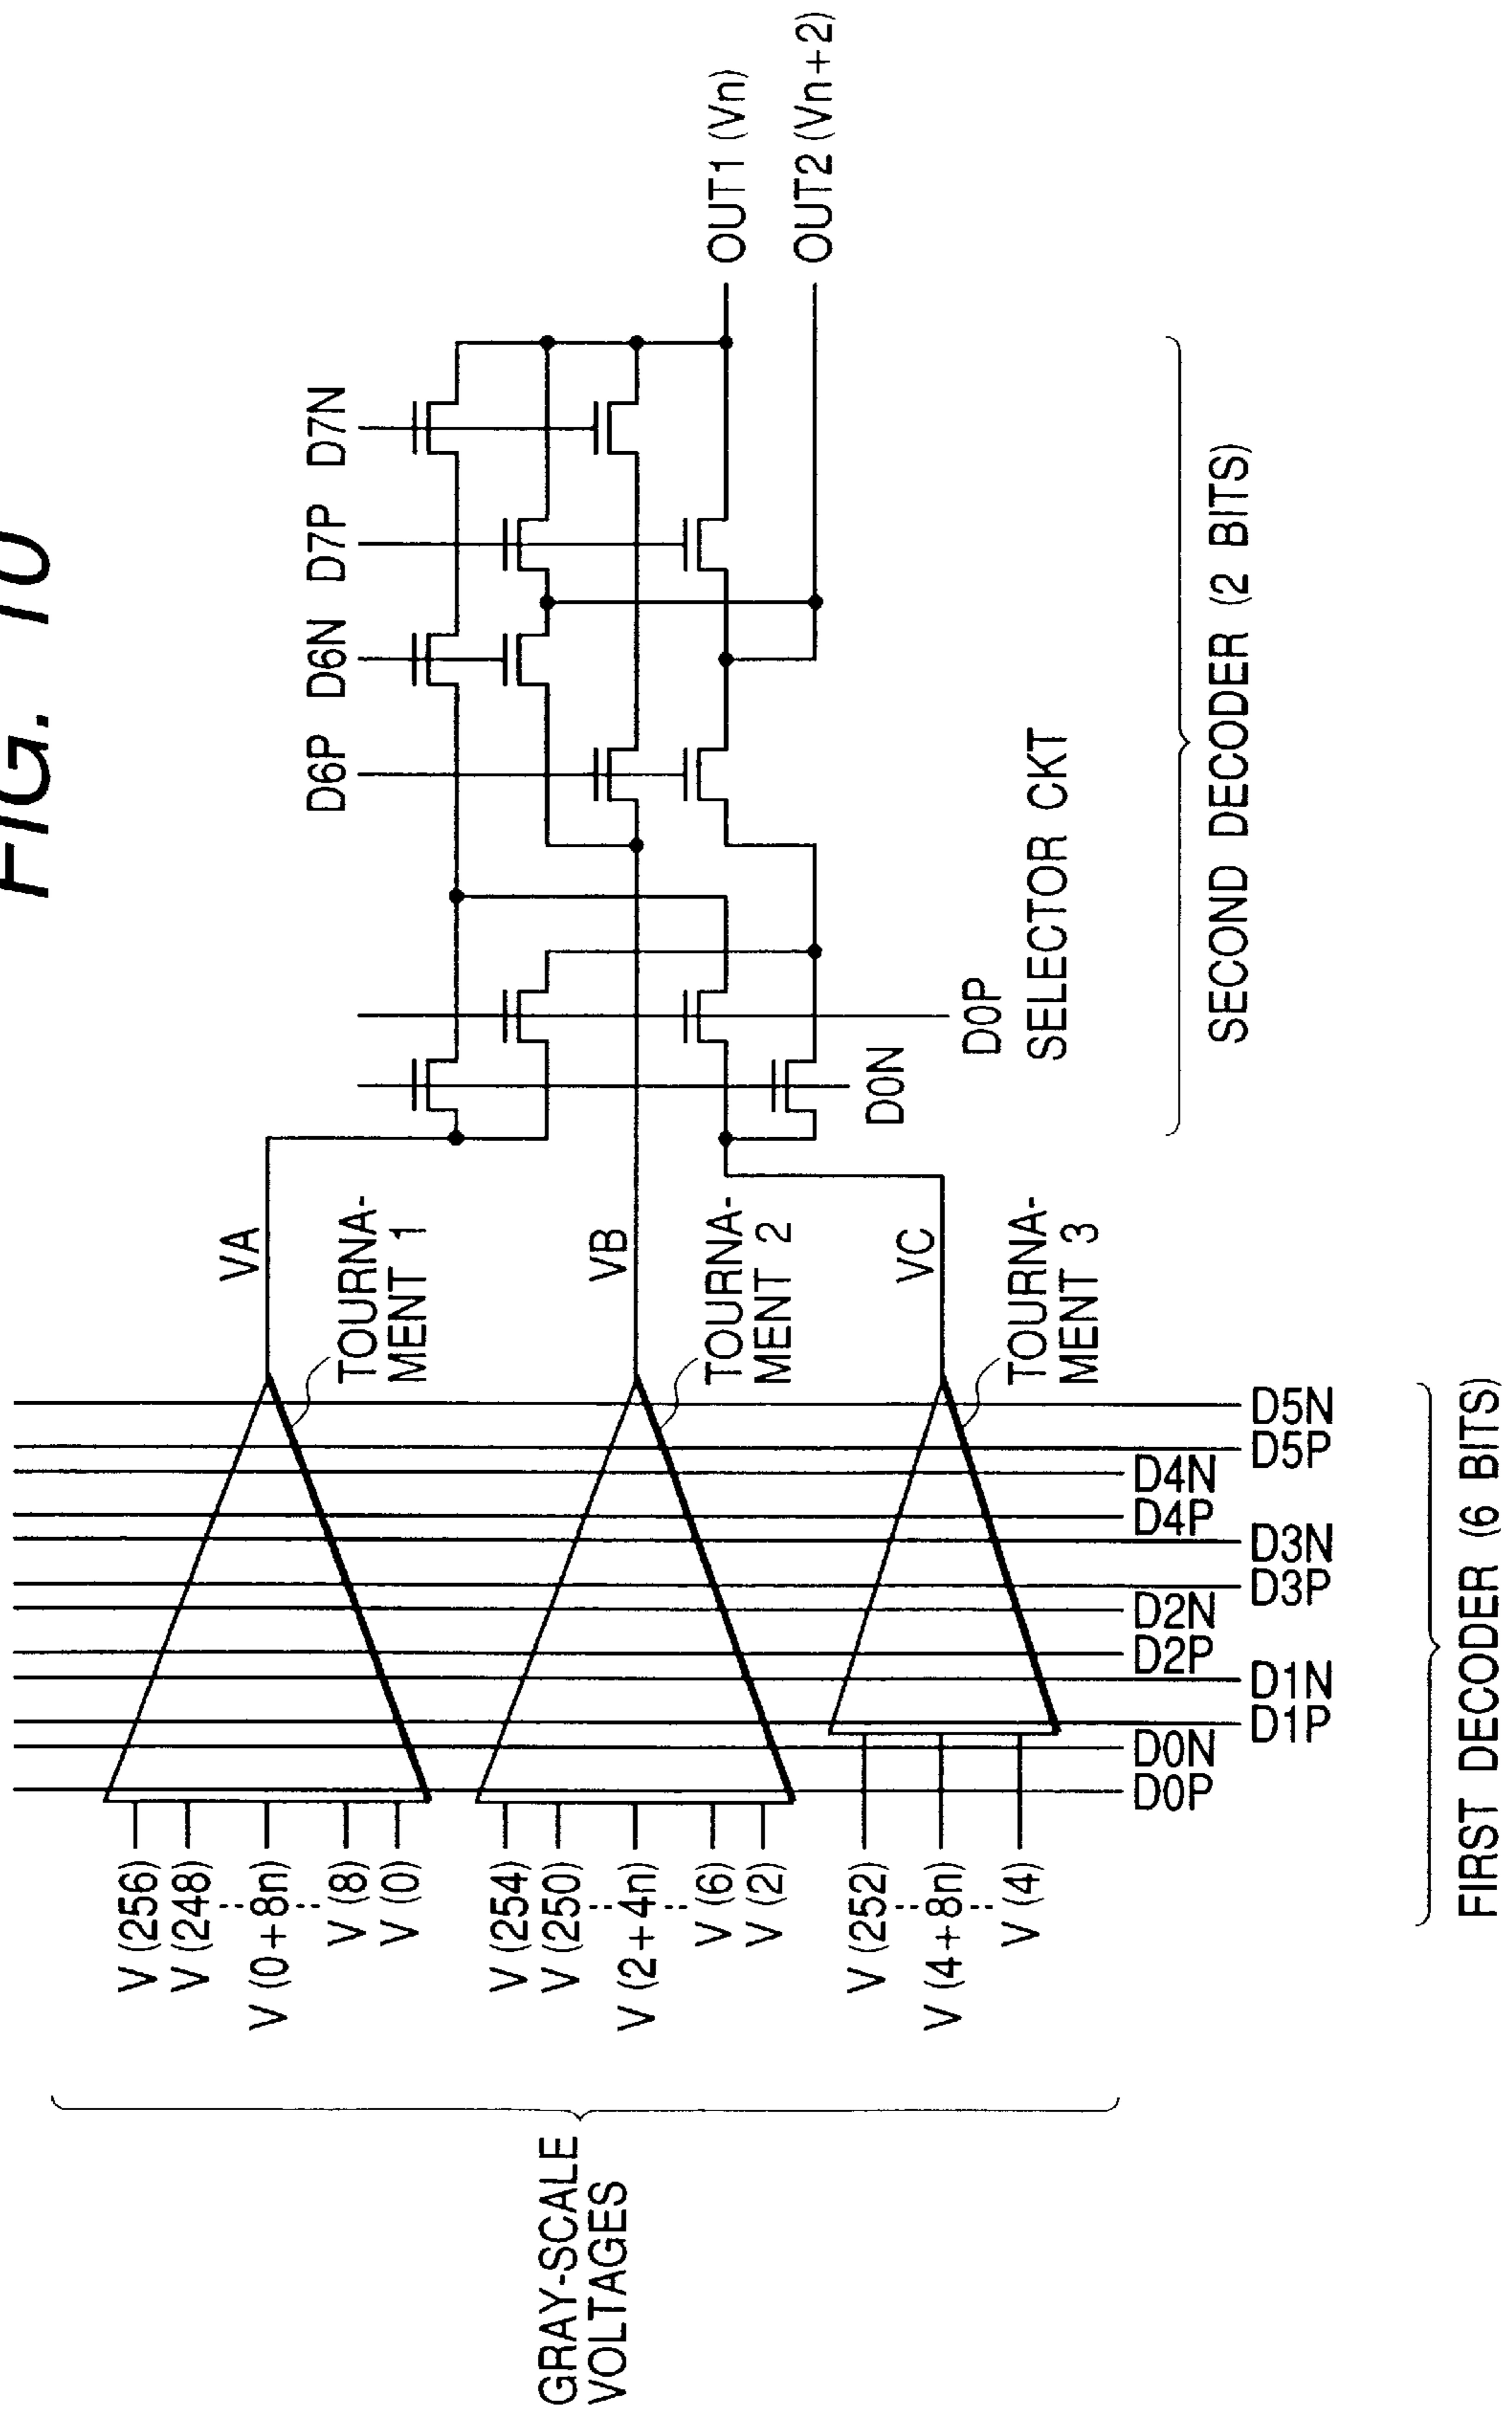 FIG. 10
GRAY-SCALE
VOLTAGES
V (256)
V (248)
V (0+8n)
V (8)
V (0)
V (254)
V (250)
V (2+4n)
V (6)
V (2)
V (252)
V (4+8n)
V (4)
D0P
D0N
D1P
D1N
D2P
D2N
D3P
D3N
D4P
D4N
D5P
D5N
FIRST DECODER (6 BITS)
TOURNA-
MENT 1
TOURNA-
MENT 2
TOURNA-
MENT 3
VA
VB
VC
D0N
D0P
SELECTOR CKT
SECOND DECODER (2 BITS)
D6P
D6N
D7P
D7N
OUT1 (Vn)
OUT2 (Vn+2)